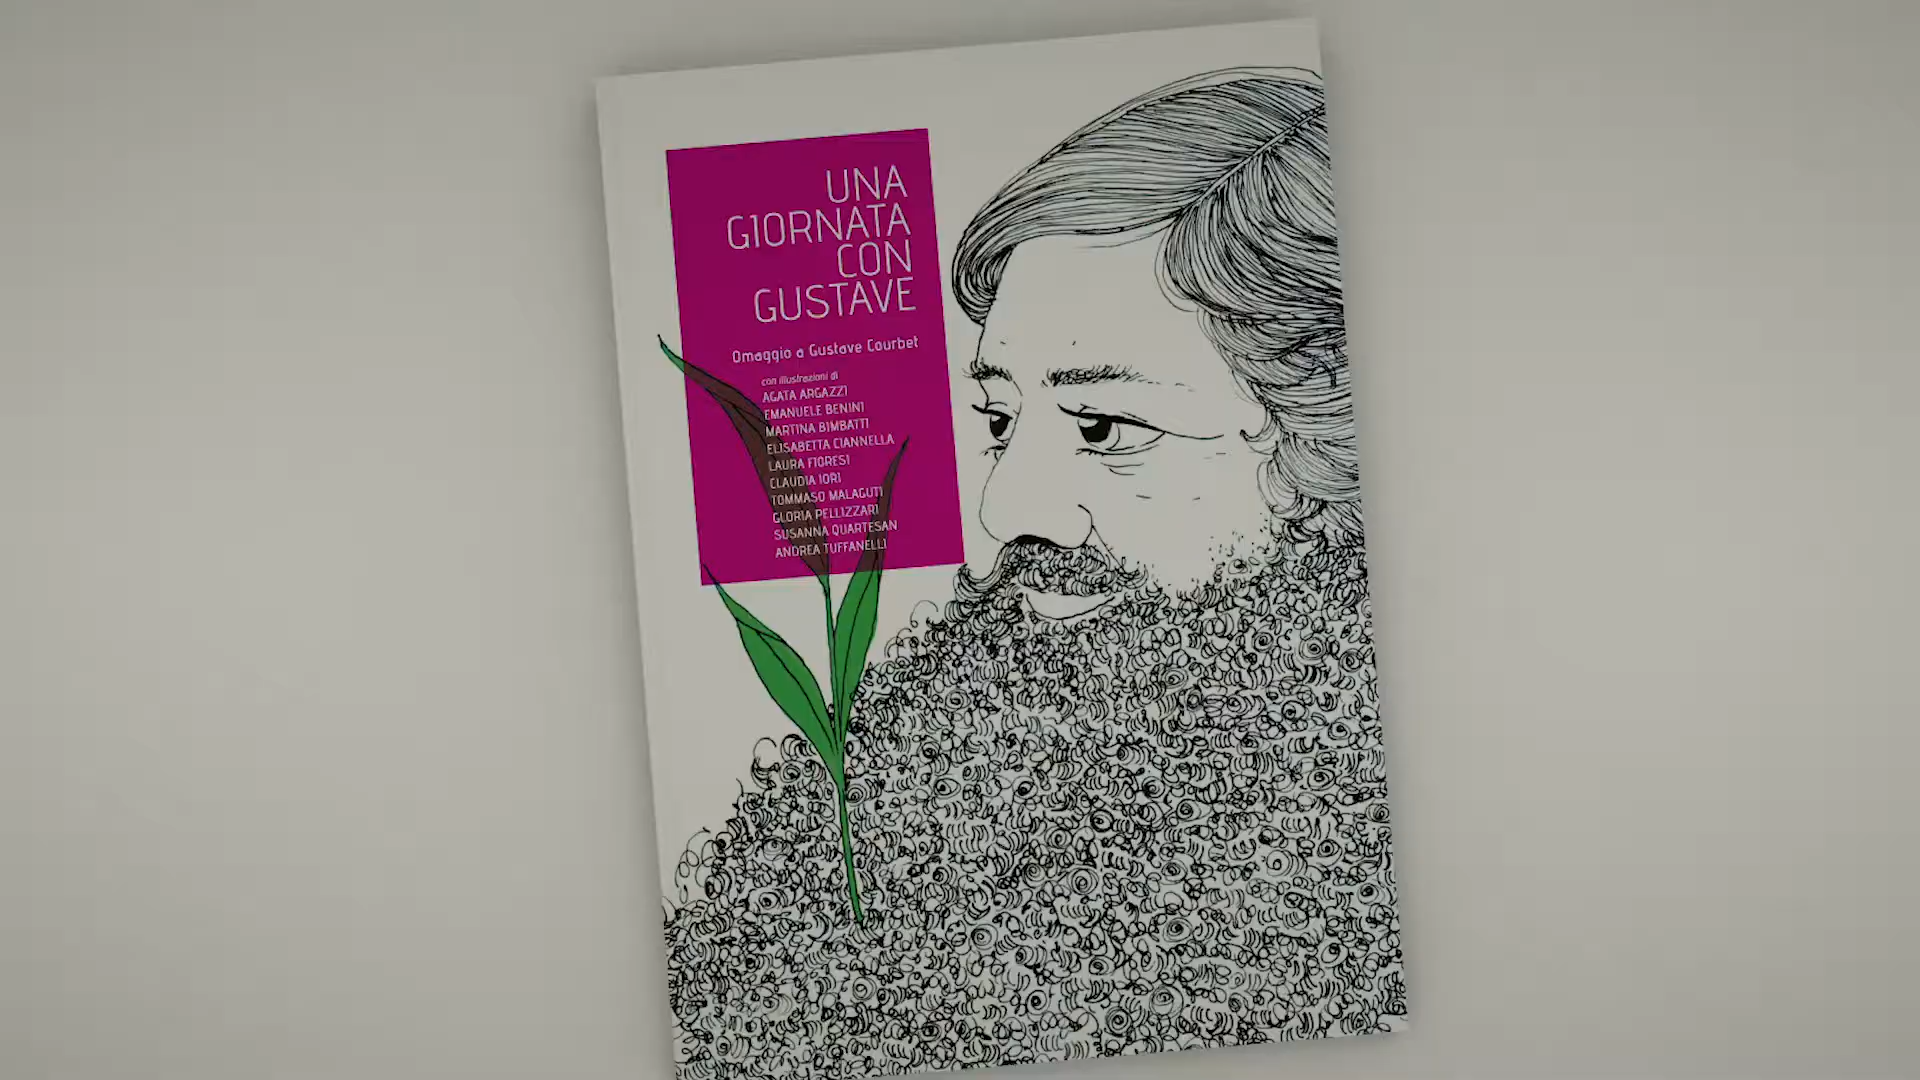 UNA
GIORNATA
CON
GUSTAVE
Omaggio a Gustave Courbet
con illustrazioni di
AGATA ARGAZZI
EMANUELE BENINI
MARTINA BIMBATTI
ELISABETTA CIANNELLA
LAURA FIORESI
CLAUDIA IORI
TOMMASO MALAGUTI
GLORIA PELLIZZARI
SUSANNA QUARTESAN
ANDREA TUFFANELLI